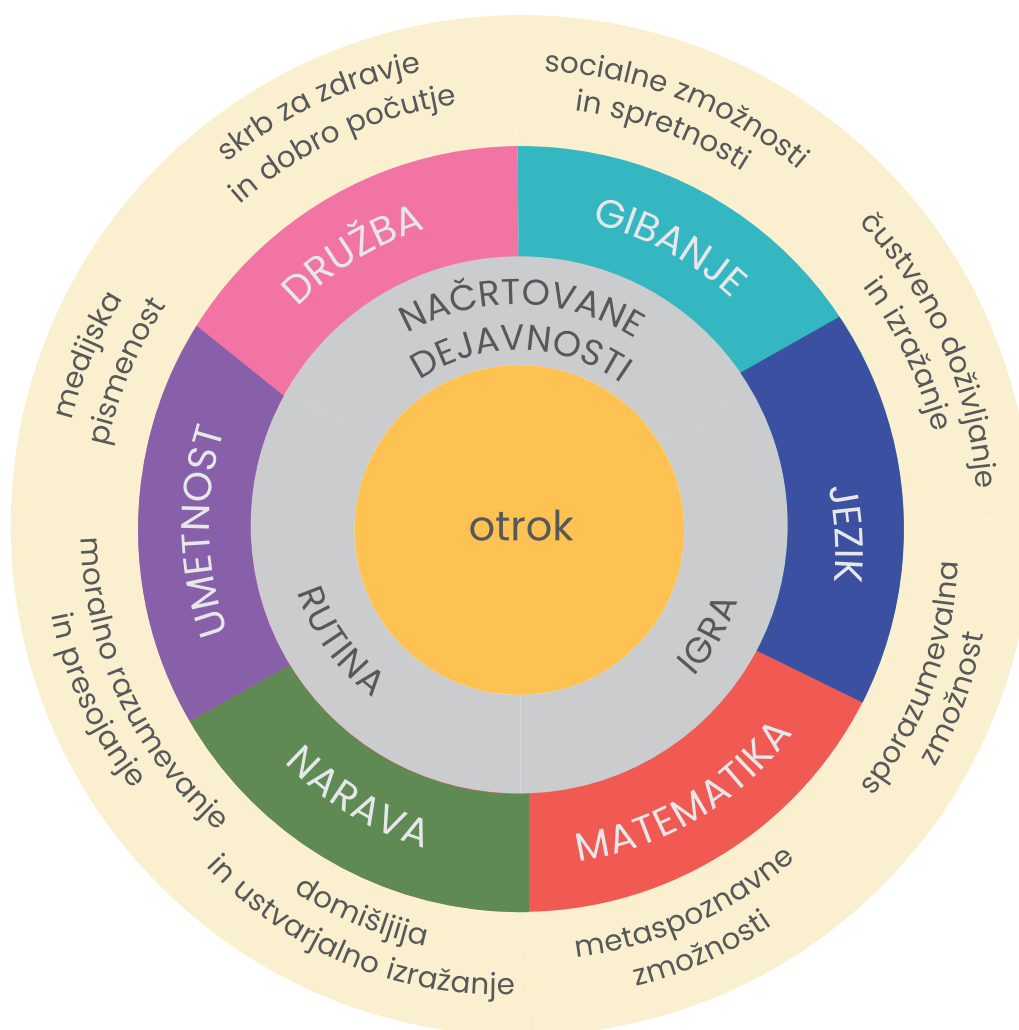 skrb za zdravje
in dobro počutje
socialne zmožnosti
in spretnosti
čustveno doživljanje
in izražanje
sporazumevalna
zmožnost
metaspoznavne
zmožnosti
domišljija
in ustvarjalno izražanje
moralno razumevanje
in presojanje
medijska
pismenost
DRUŽBA
GIBANJE
JEZIK
MATEMATIKA
NARAVA
UMETNOST
NAČRTOVANE
DEJAVNOSTI
IGRA
RUTINA
otrok